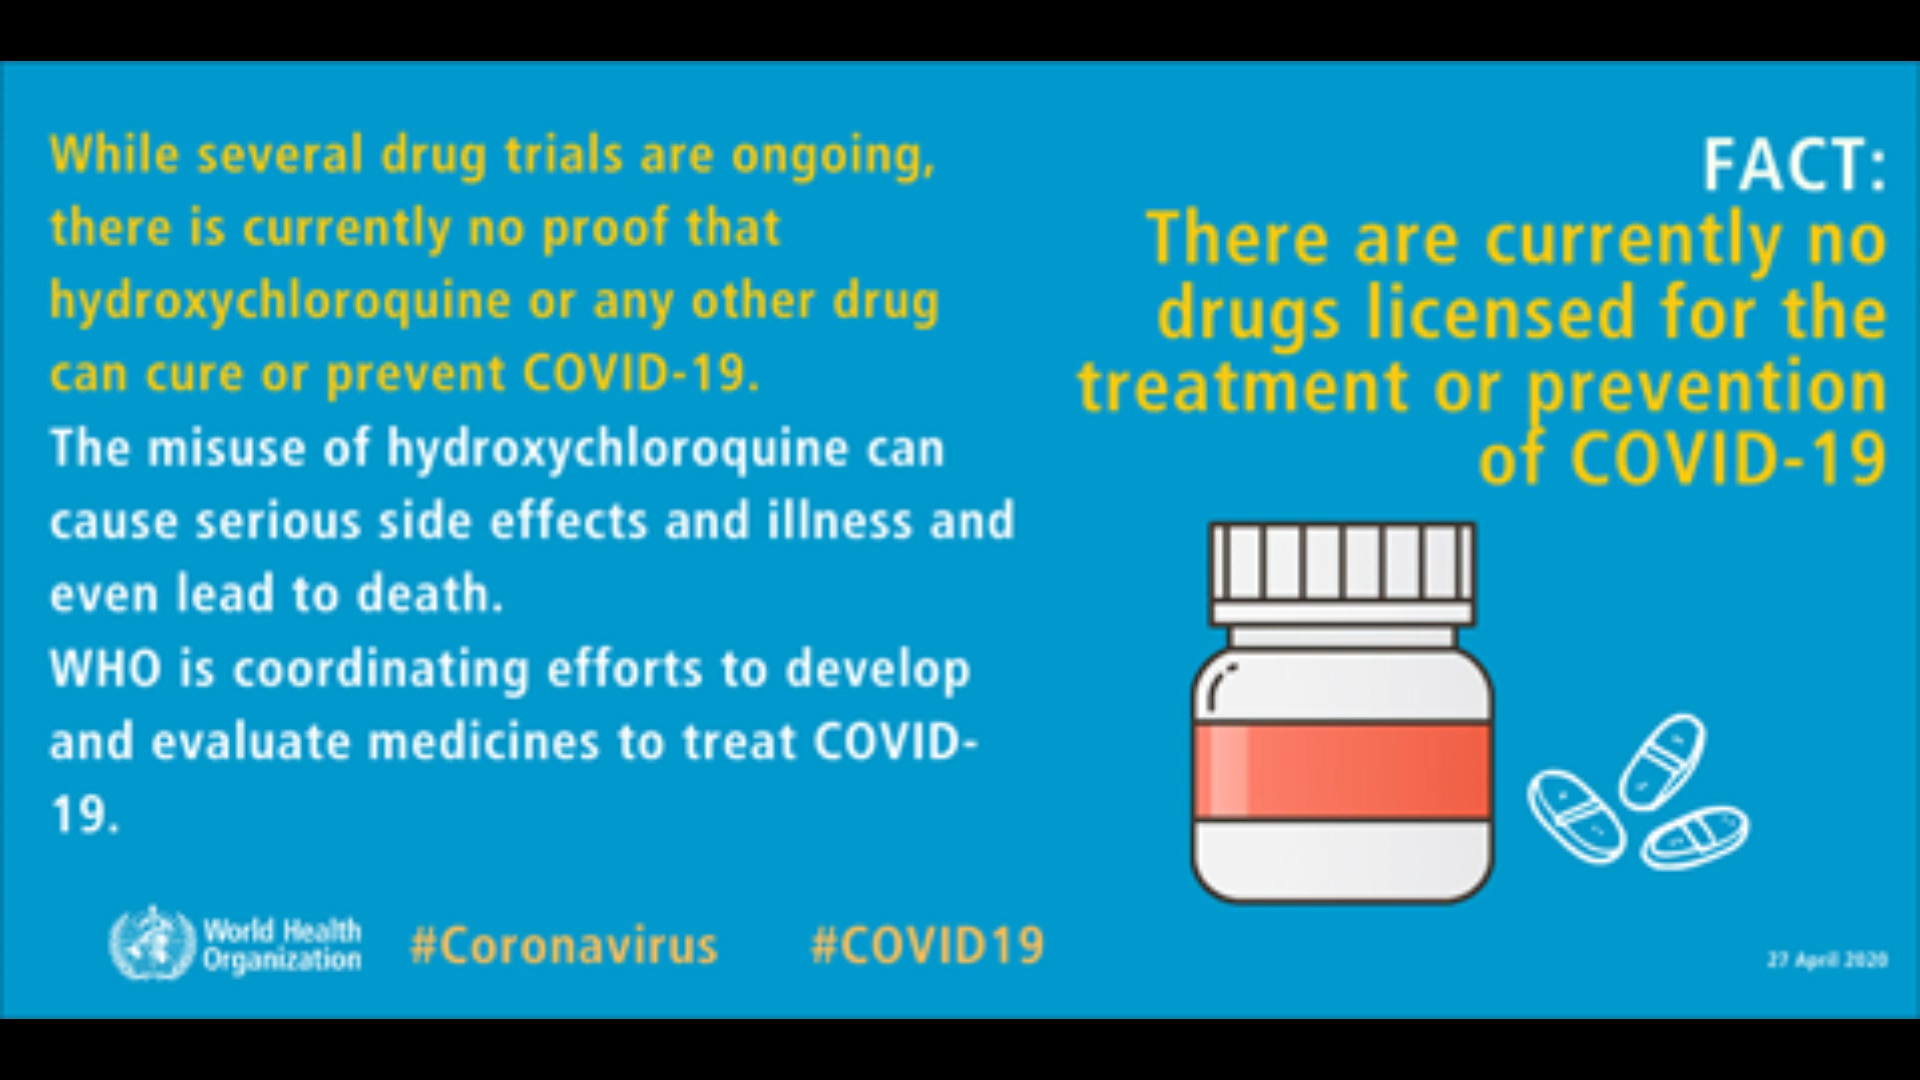 While several drug trials are ongoing,
there is currently no proof that
hydroxychloroquine or any other drug
can cure or prevent COVID-19.
The misuse of hydroxychloroquine can
cause serious side effects and illness and
even lead to death.
WHO is coordinating efforts to develop
and evaluate medicines to treat COVID-
19.
FACT:
There are currently no
drugs licensed for the
treatment or prevention
of COVID-19
World Health
Organization
#Coronavirus #COVID19
27 April 2020